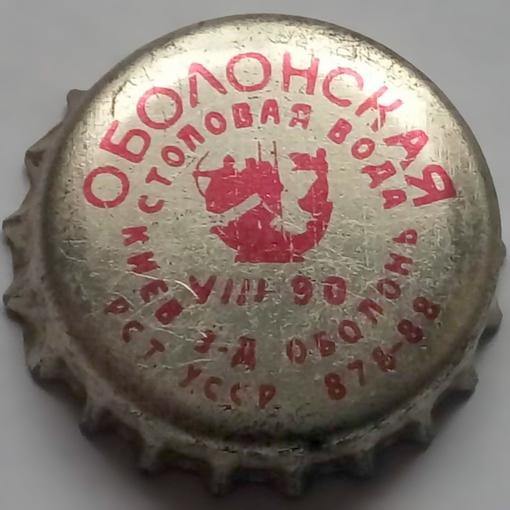 ОБОЛОНСКАЯ
СТОЛОВАЯ ВОДА
VIII 90
КИЕВ З-Д ОБОЛОНЬ
РСТ УССР 878-88